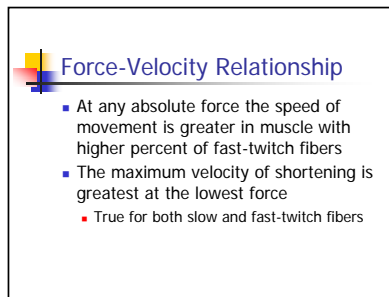 Force-Velocity Relationship
At any absolute force the speed of
movement is greater in muscle with
higher percent of fast-twitch fibers
The maximum velocity of shortening is
greatest at the lowest force
True for both slow and fast-twitch fibers